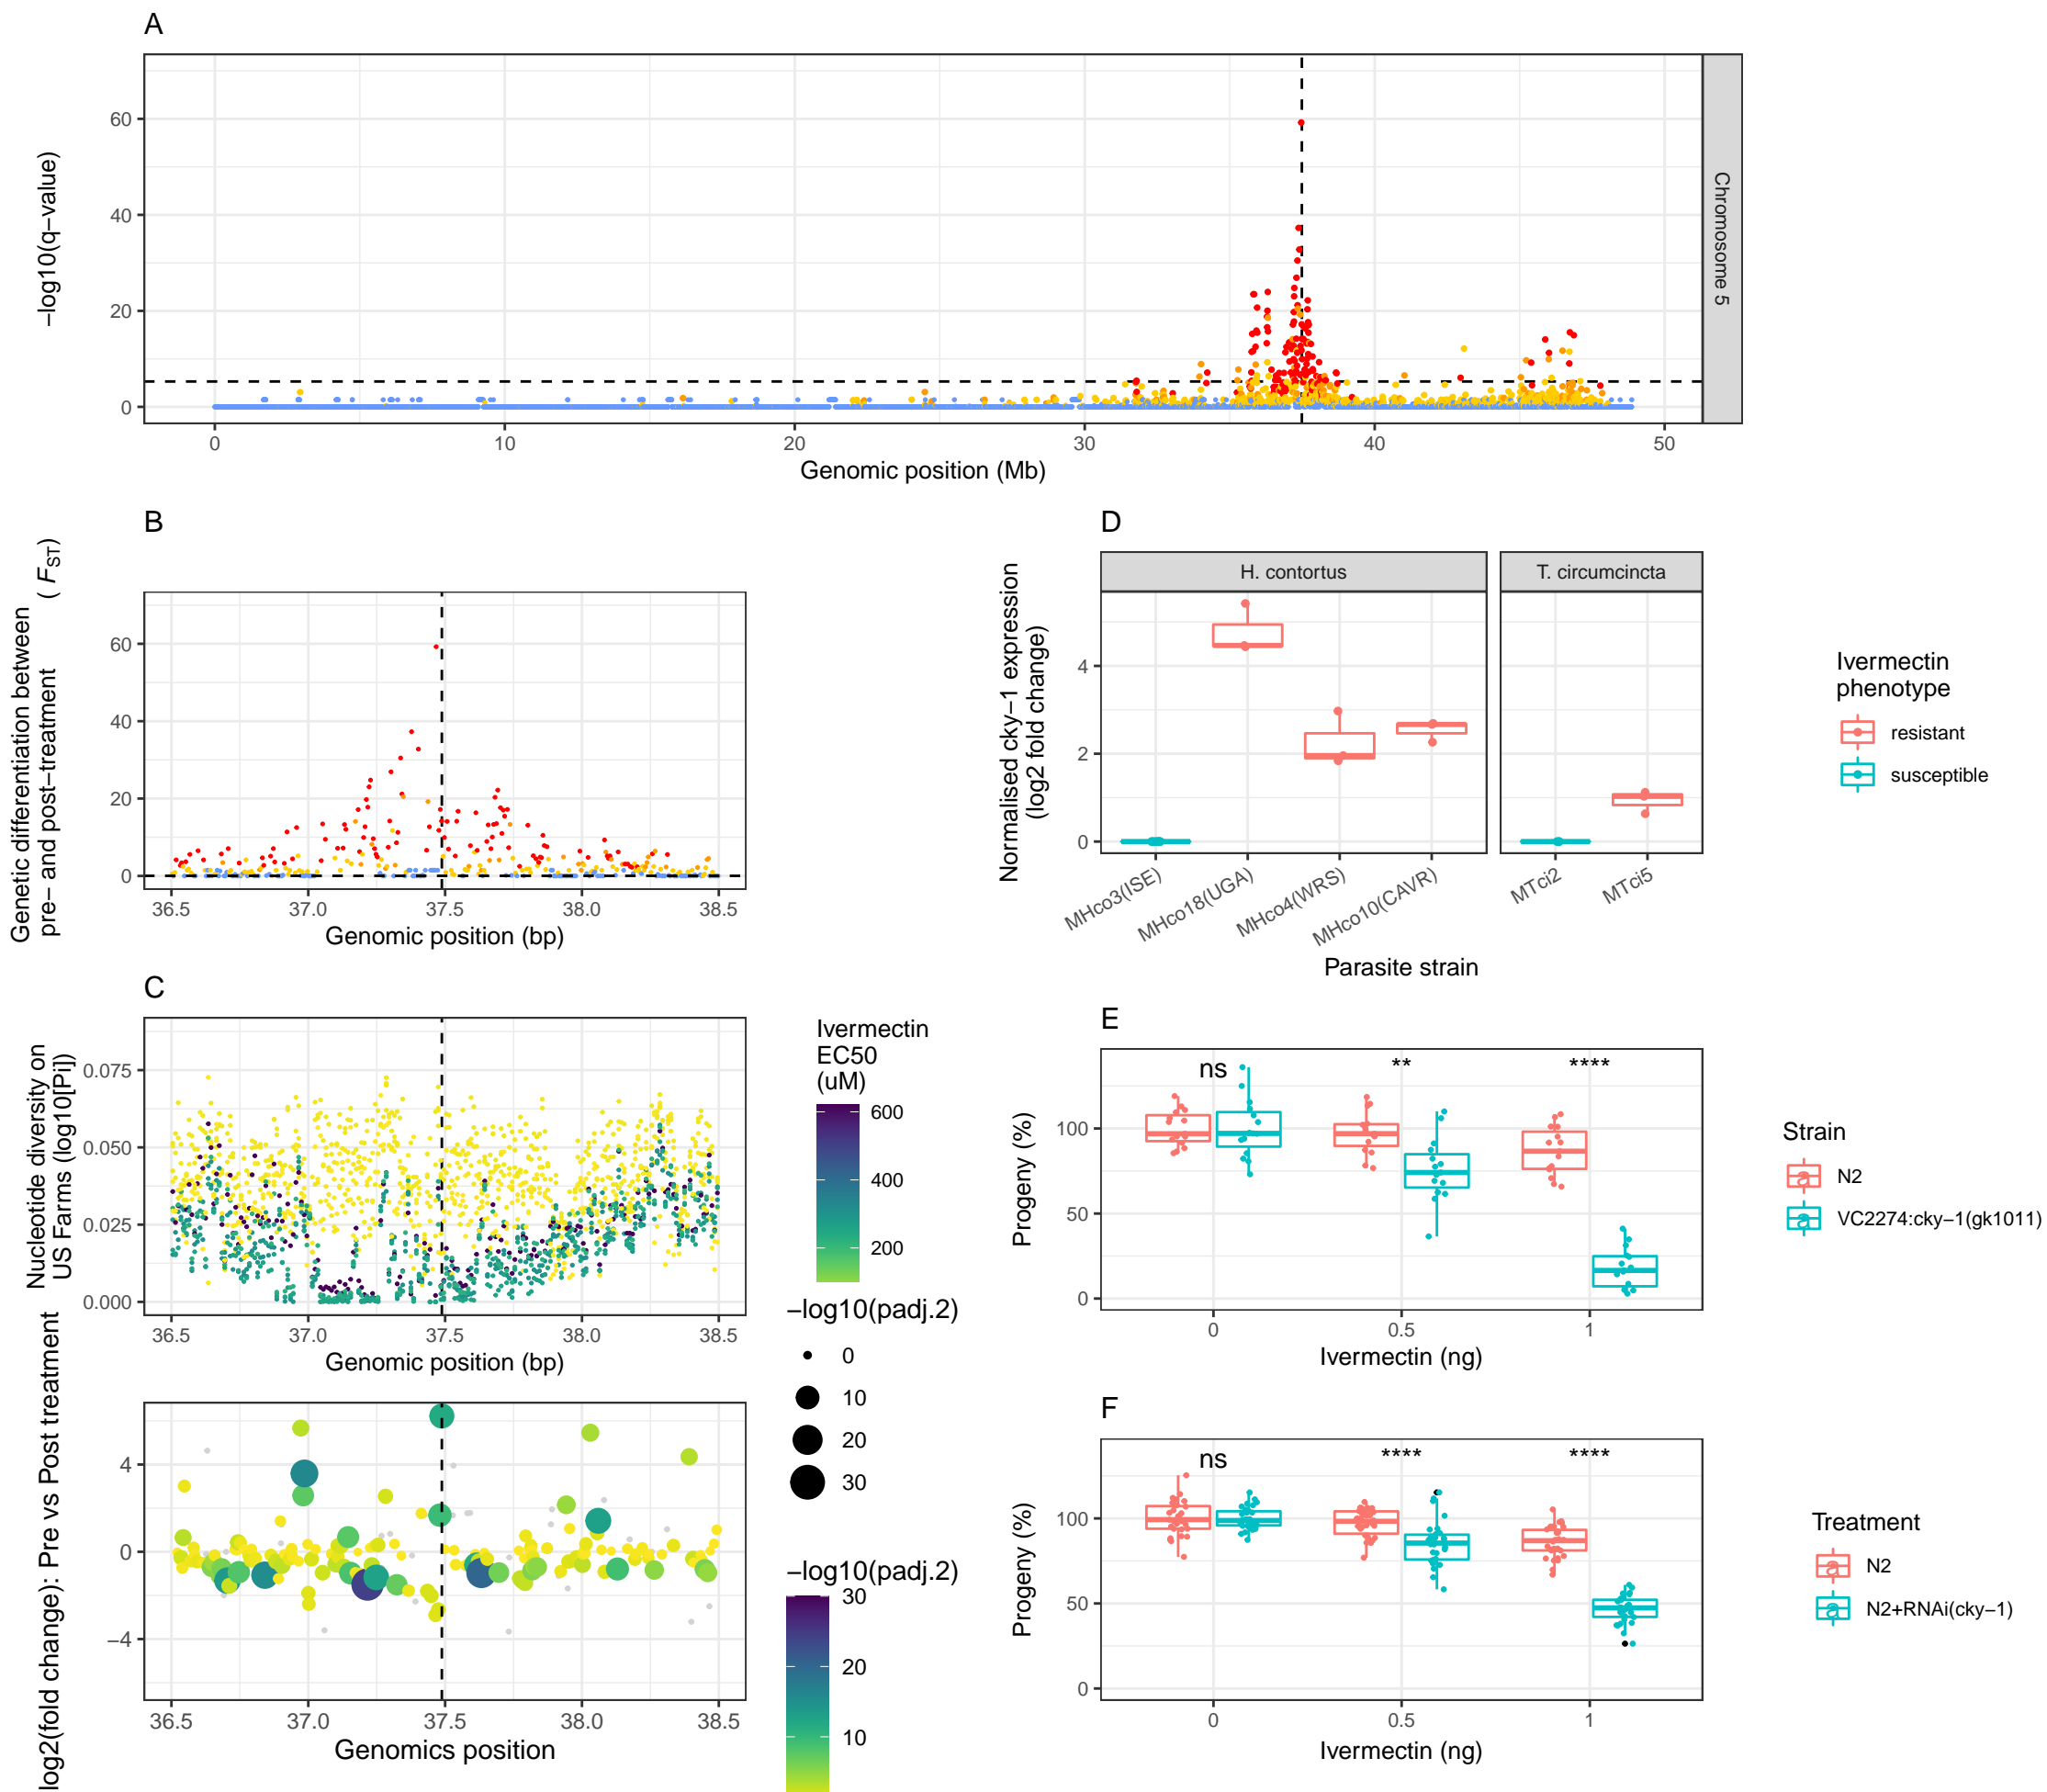 A
−log10(q−value)
60
40
20
0
0 10 20 30 40 50
Genomic position (Mb)
Chromosome 5
B
Genetic differentiation between ( FST)
pre− and post−treatment
60
40
20
0
36.5 37.0 37.5 38.0 38.5
Genomic position (bp)
C
Nucleotide diversity on
US Farms (log10[Pi])
0.075
0.050
0.025
0.000
36.5 37.0 37.5 38.0 38.5
Genomic position (bp)
Ivermectin
EC50
(uM)
600
400
200
log2(fold change): Pre vs Post treatment
4
0
−4
36.5 37.0 37.5 38.0 38.5
Genomics position
−log10(padj.2)
0
10
20
30
−log10(padj.2)
30
20
10
D
Normalised cky−1 expression
(log2 fold change)
H. contortus T. circumcincta
4
2
0
MHco3(ISE)
MHco18(UGA)
MHco4(WRS)
MHco10(CAVR)
MTci2
MTci5
Parasite strain
Ivermectin
phenotype
resistant
susceptible
E
Progeny (%)
100
50
0
ns ** ****
0 0.5 1
Ivermectin (ng)
Strain
a N2
a VC2274:cky−1(gk1011)
F
Progeny (%)
100
50
0
ns **** ****
0 0.5 1
Ivermectin (ng)
Treatment
a N2
a N2+RNAi(cky−1)